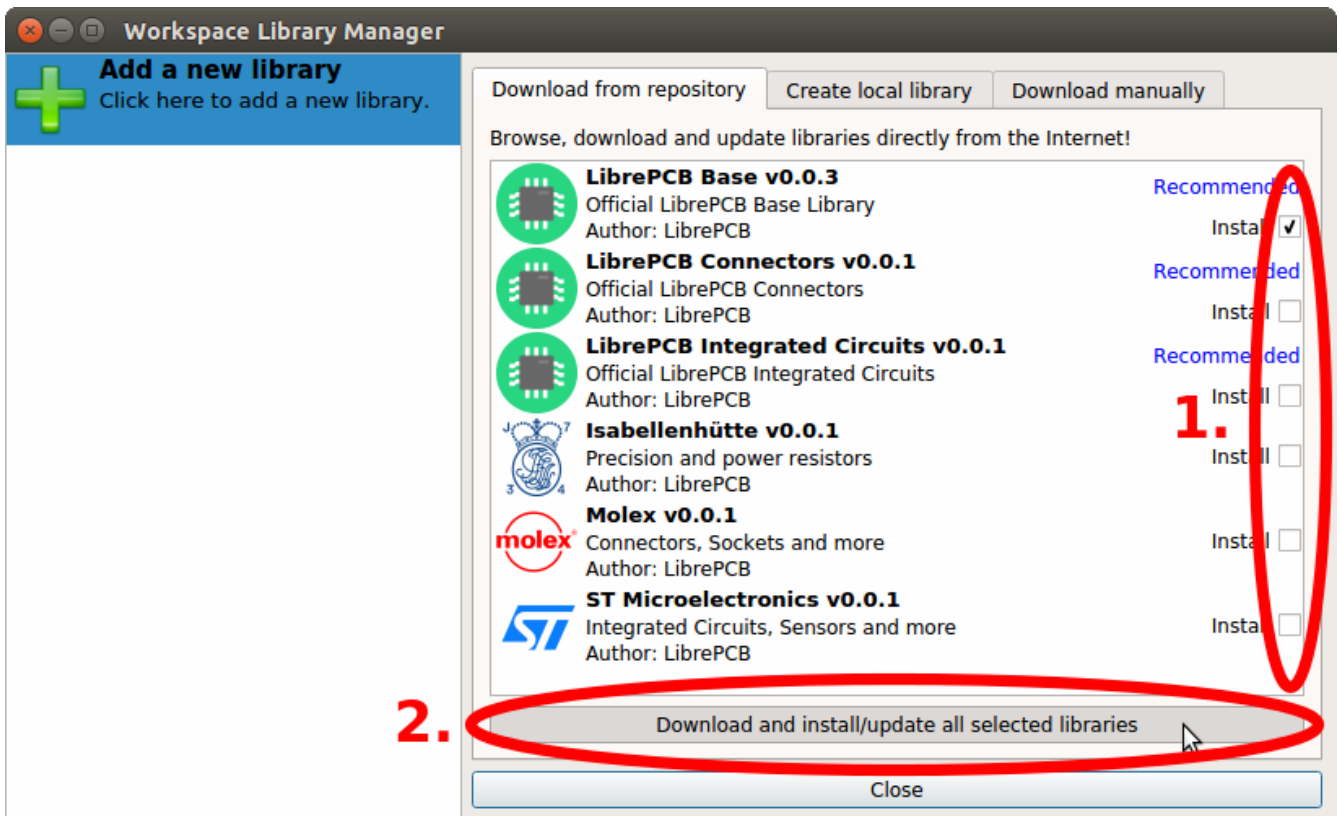 Workspace Library Manager
Add a new library
Click here to add a new library.
Download from repository
Create local library
Download manually
Browse, download and update libraries directly from the Internet!
LibrePCB Base v0.0.3
Recommended
Official LibrePCB Base Library
Author: LibrePCB
Install
LibrePCB Connectors v0.0.1
Recommended
Official LibrePCB Connectors
Author: LibrePCB
Install
LibrePCB Integrated Circuits v0.0.1
Recommended
Official LibrePCB Integrated Circuits
Author: LibrePCB
Install
1.
J 7
3 4
Isabellenhütte v0.0.1
Precision and power resistors
Install
Author: LibrePCB
molex
Molex v0.0.1
Connectors, Sockets and more
Install
Author: LibrePCB
ST
ST Microelectronics v0.0.1
Integrated Circuits, Sensors and more
Install
Author: LibrePCB
2.
Download and install/update all selected libraries
Close